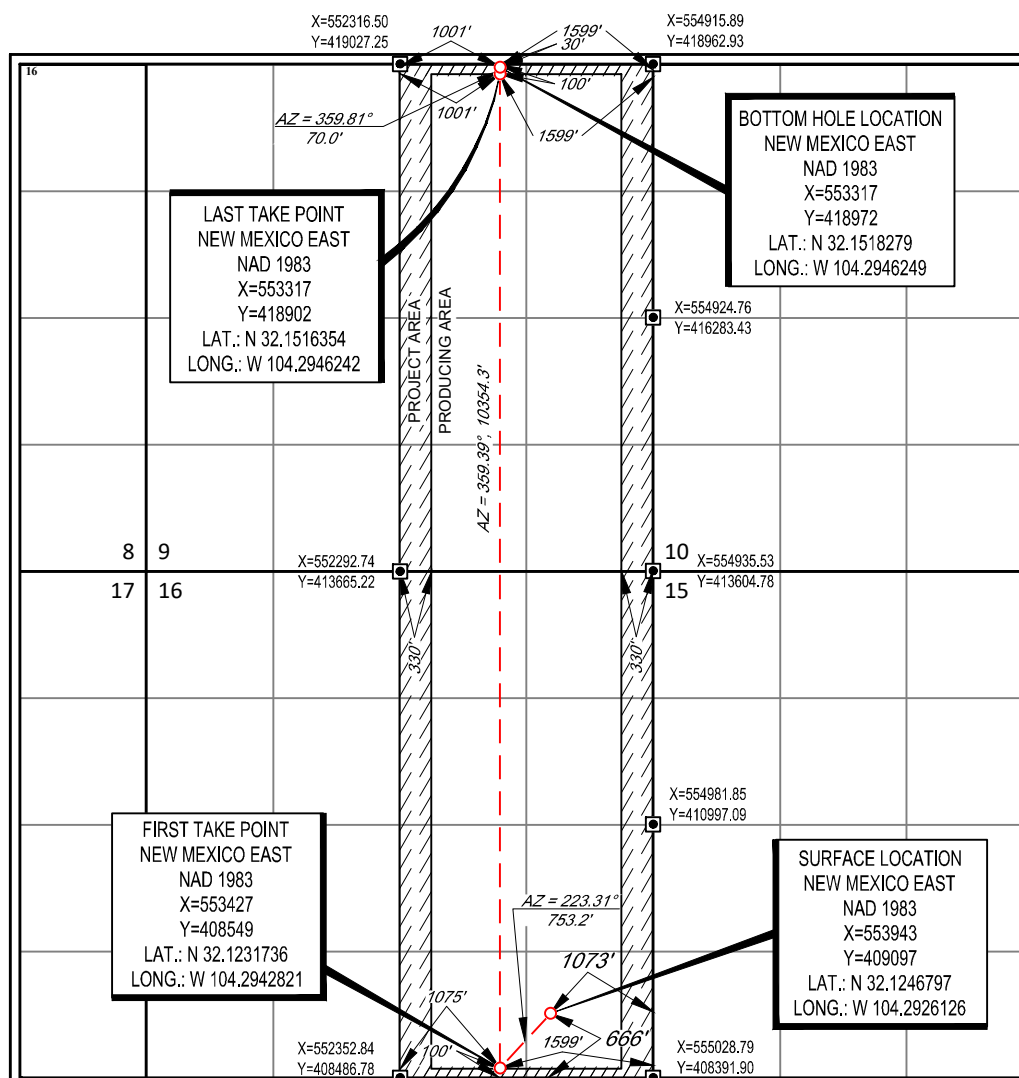 X=552316.50
Y=419027.25
1001'
1599'
30'
X=554915.89
Y=418962.93
16
AZ = 359.81°
70.0'
1001'
100'
1599'
BOTTOM HOLE LOCATION
NEW MEXICO EAST
NAD 1983
X=553317
Y=418972
LAT.: N 32.1518279
LONG.: W 104.2946249
LAST TAKE POINT
NEW MEXICO EAST
NAD 1983
X=553317
Y=418902
LAT.: N 32.1516354
LONG.: W 104.2946242
PROJECT AREA
PRODUCING AREA
X=554924.76
Y=416283.43
AZ = 359.39°, 10354.3'
8
9
X=552292.74
Y=413665.22
10
X=554935.53
Y=413604.78
17
16
15
330'
330'
X=554981.85
Y=410997.09
FIRST TAKE POINT
NEW MEXICO EAST
NAD 1983
X=553427
Y=408549
LAT.: N 32.1231736
LONG.: W 104.2942821
AZ = 223.31°
753.2'
SURFACE LOCATION
NEW MEXICO EAST
NAD 1983
X=553943
Y=409097
LAT.: N 32.1246797
LONG.: W 104.2926126
1073'
1075'
666'
100'
1599'
X=552352.84
Y=408486.78
X=555028.79
Y=408391.90